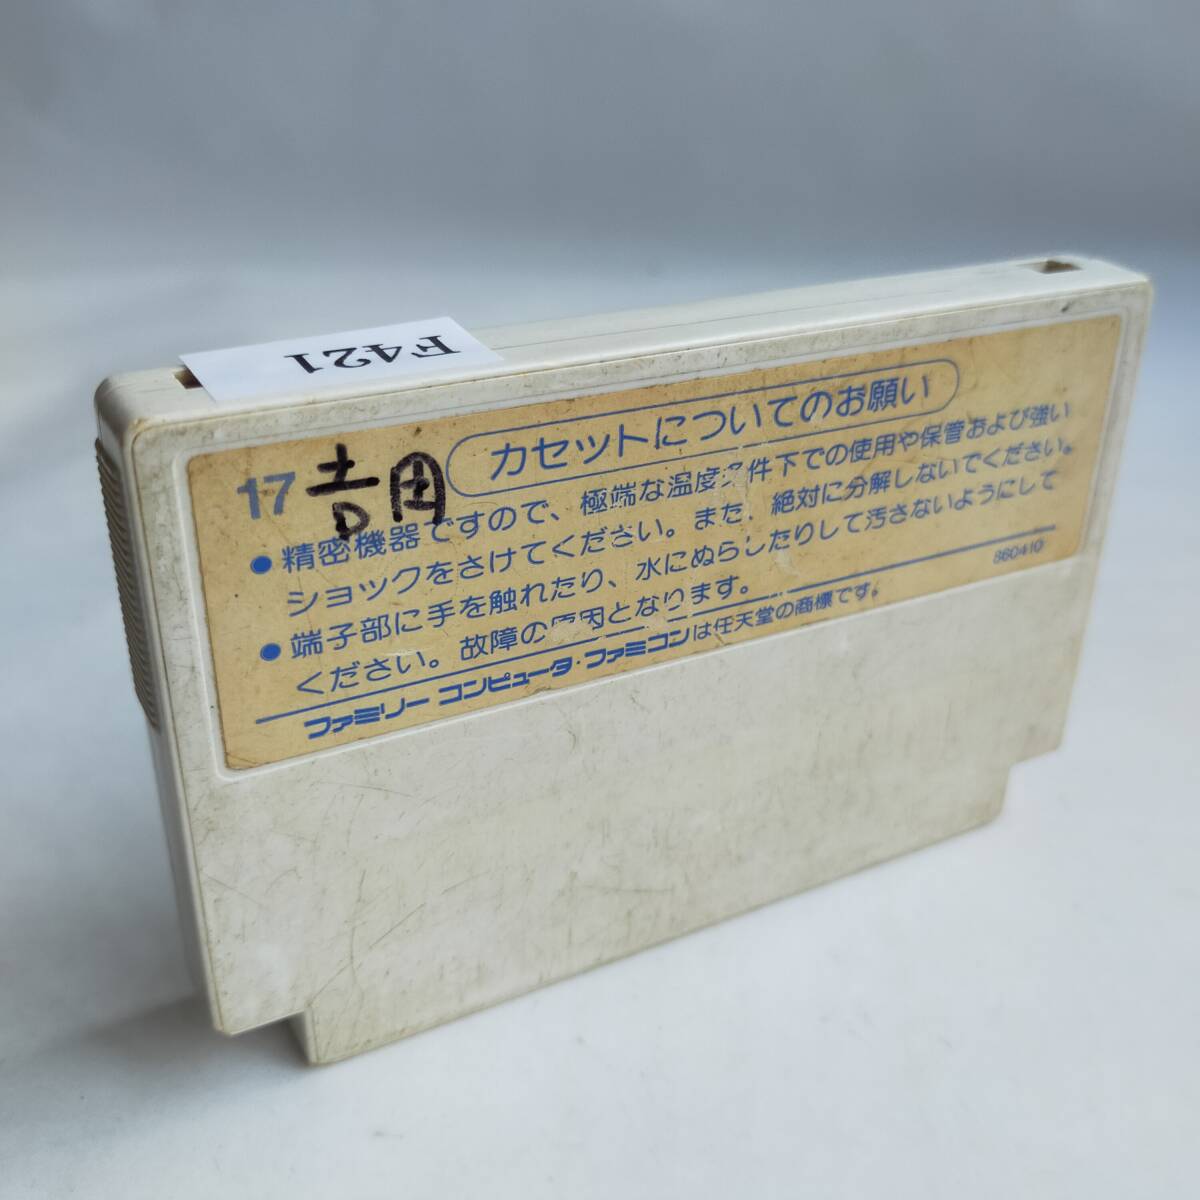 F421
17 吉田 カセットについてのお願い
●精密機器ですので、極端な温度条件下での使用や保管および強い
ショックをさけてください。また、絶対に分解しないでください。
●端子部に手を触れたり、水にぬらしたりして汚さないようにして
ください。故障の原因となります。
860410
ファミリーコンピュータ・ファミコンは任天堂の商標です。